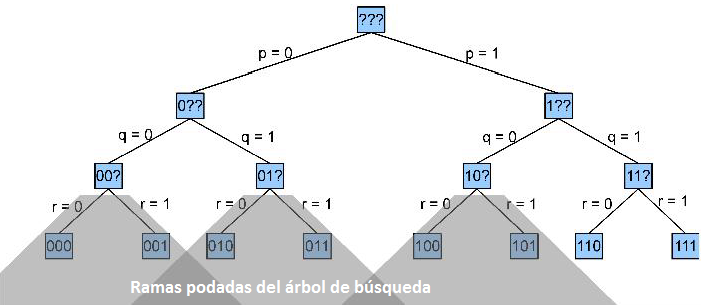 ???
p = 0 p = 1
0?? 1??
q = 0 q = 1 q = 0 q = 1
00? 01? 10? 11?
r = 0 r = 1 r = 0 r = 1 r = 0 r = 1 r = 0 r = 1
000 001 010 011 100 101 110 111
Ramas podadas del árbol de búsqueda